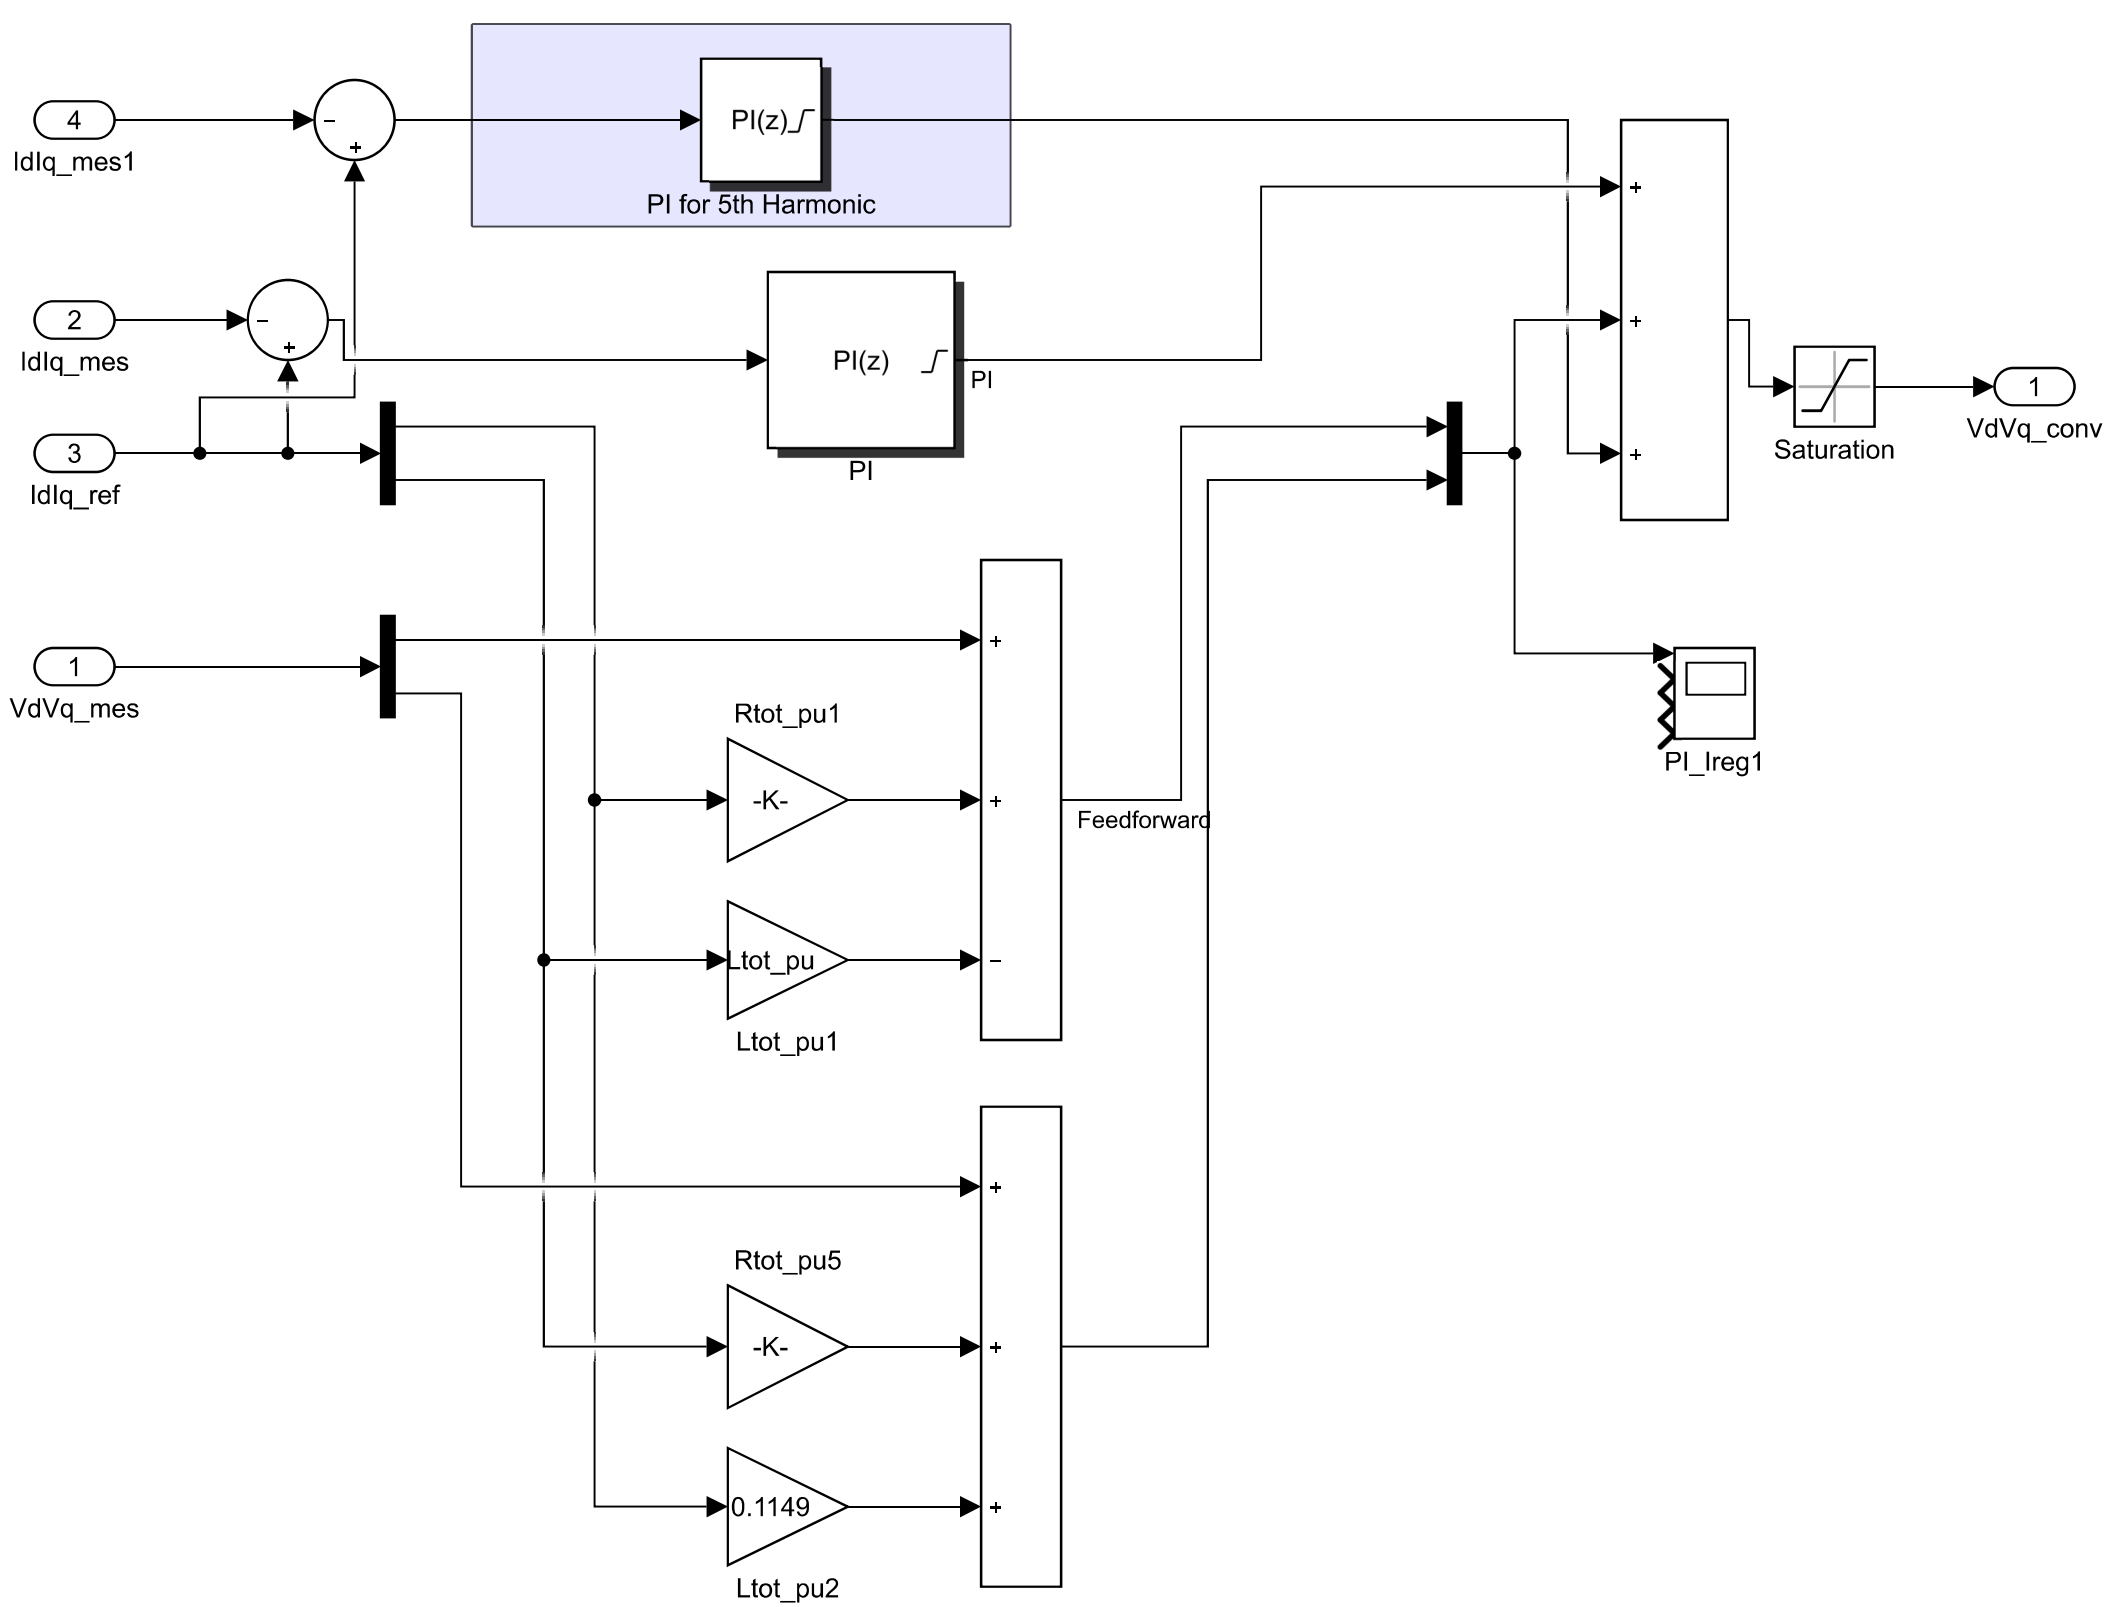 4
IdIq_mes1
−
+
PI(z)
PI for 5th Harmonic
+
2
IdIq_mes
−
+
PI(z)
PI
PI
+
Saturation
1
VdVq_conv
3
IdIq_ref
+
1
VdVq_mes
+
PI_Ireg1
Rtot_pu1
-K-
+
Feedforward
Ltot_pu
−
Ltot_pu1
+
Rtot_pu5
-K-
+
0.1149
+
Ltot_pu2